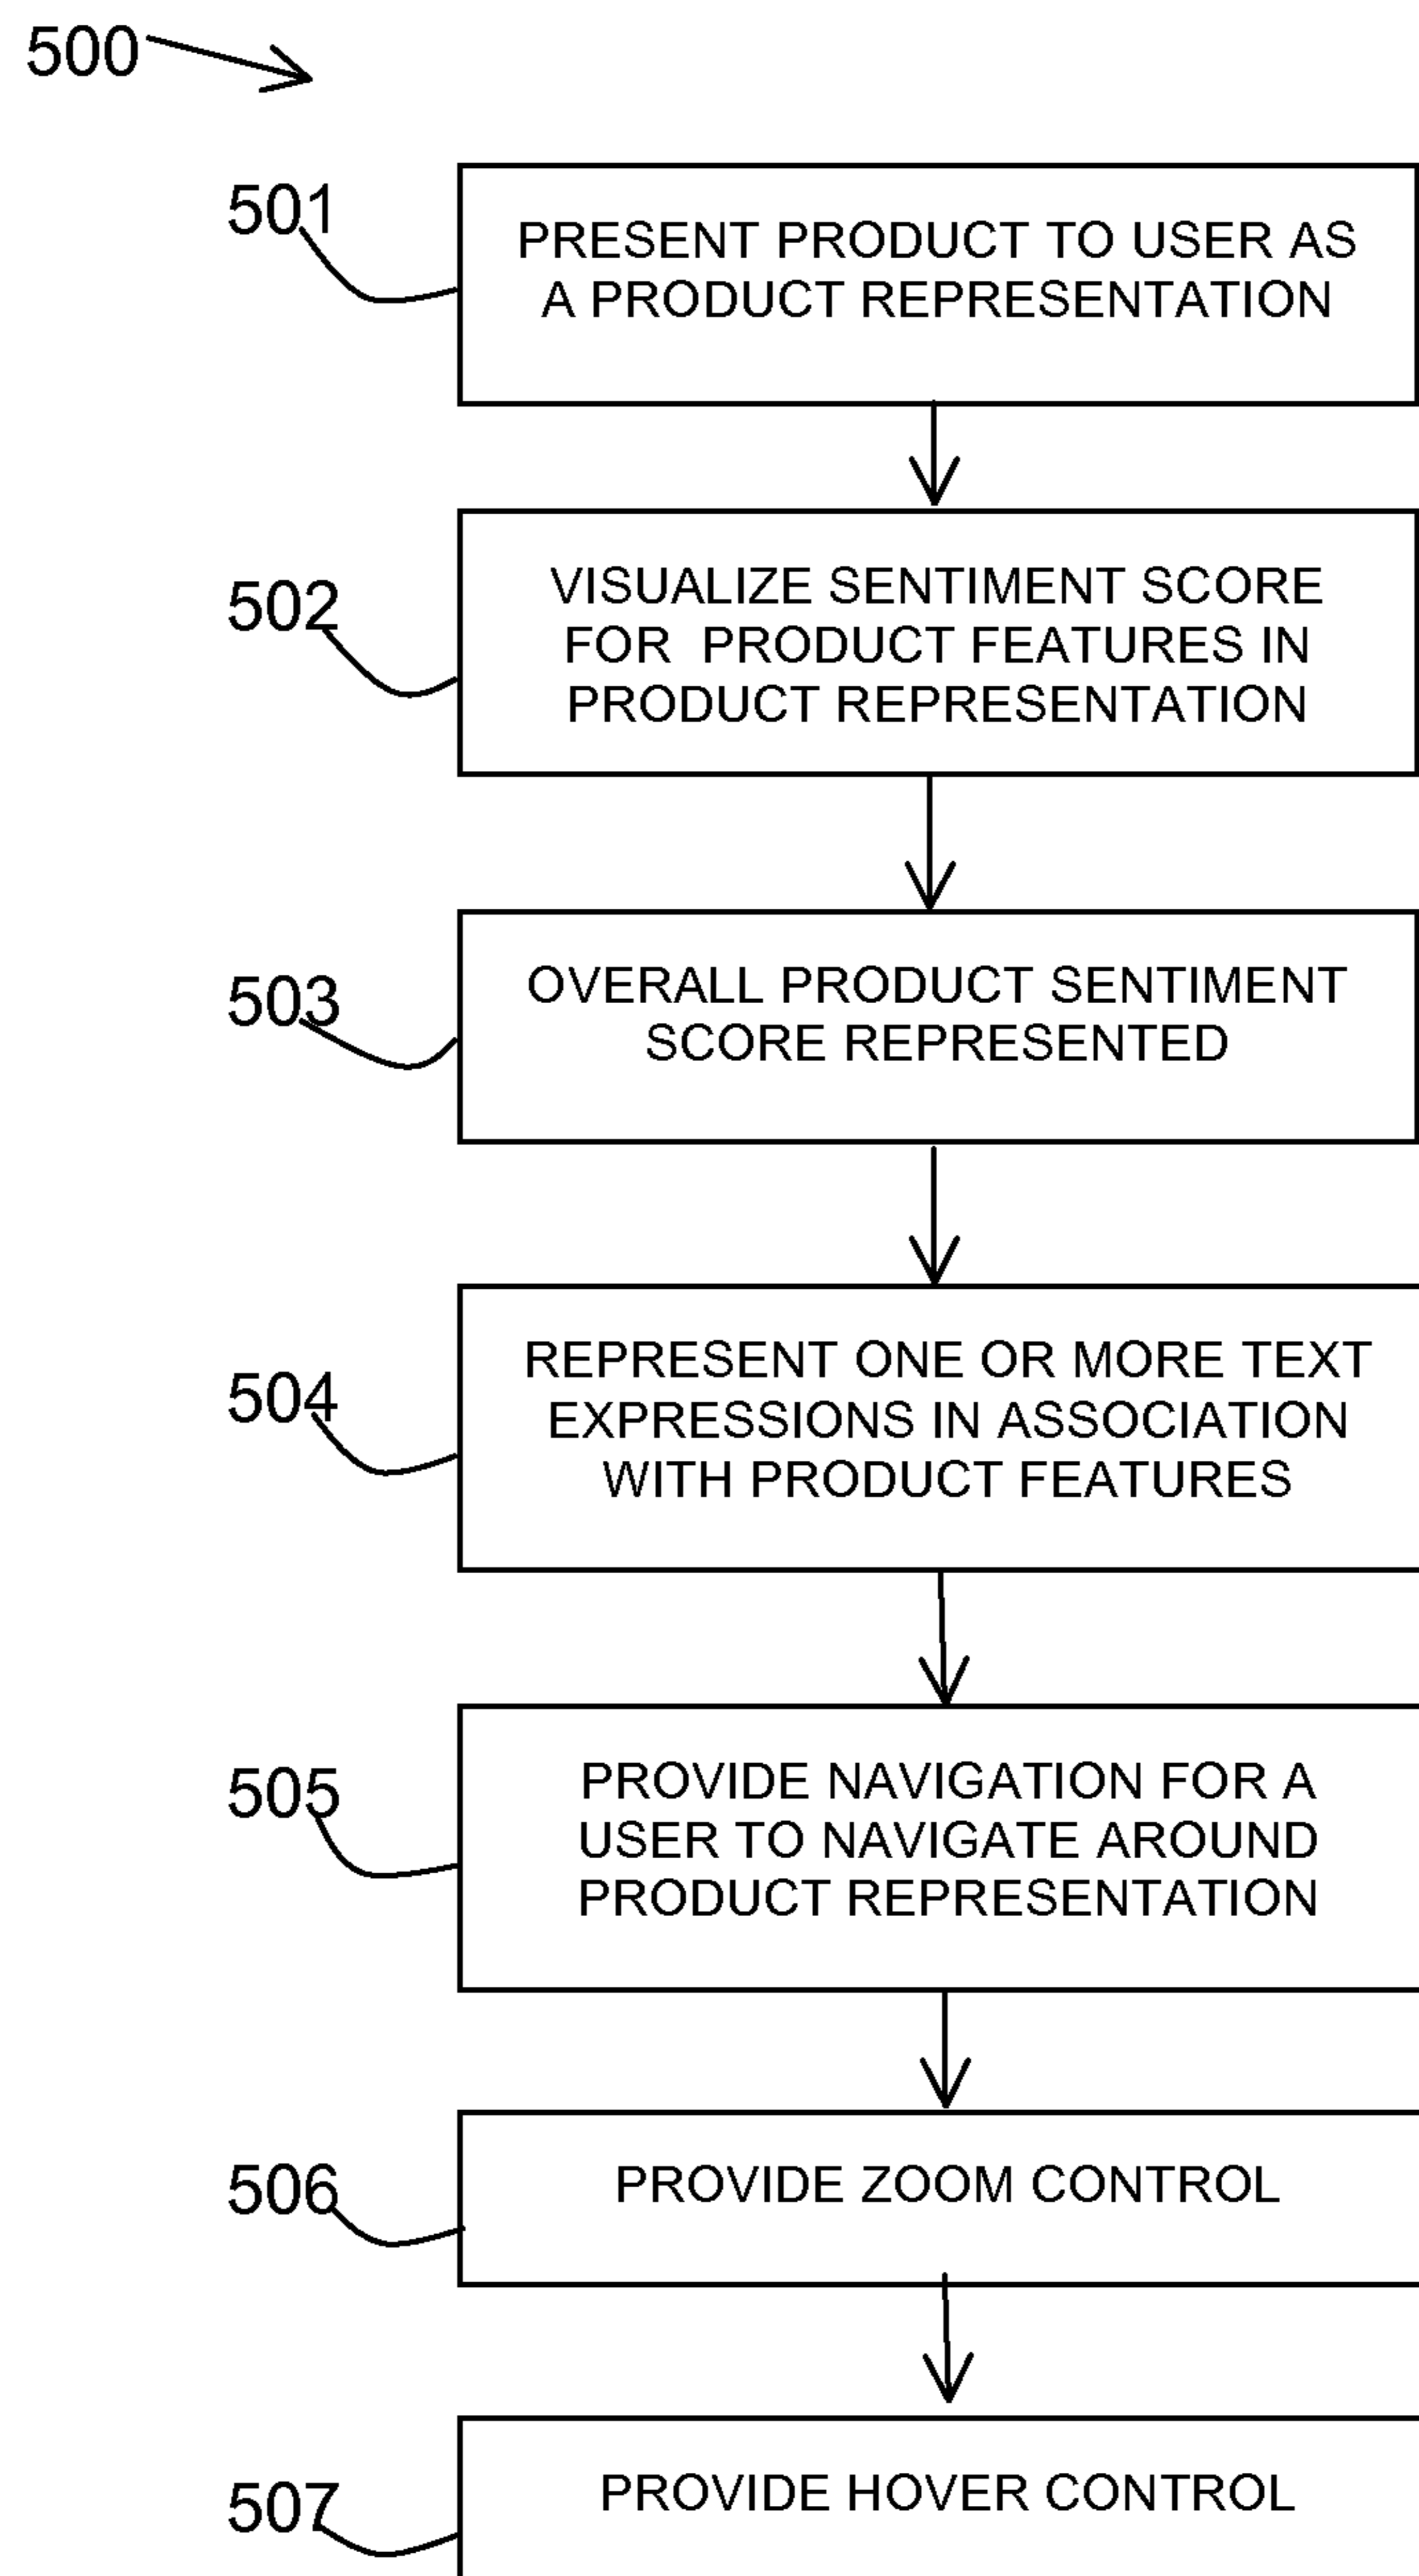 500
501
PRESENT PRODUCT TO USER AS
A PRODUCT REPRESENTATION
502
VISUALIZE SENTIMENT SCORE
FOR PRODUCT FEATURES IN
PRODUCT REPRESENTATION
503
OVERALL PRODUCT SENTIMENT
SCORE REPRESENTED
504
REPRESENT ONE OR MORE TEXT
EXPRESSIONS IN ASSOCIATION
WITH PRODUCT FEATURES
505
PROVIDE NAVIGATION FOR A
USER TO NAVIGATE AROUND
PRODUCT REPRESENTATION
506
PROVIDE ZOOM CONTROL
507
PROVIDE HOVER CONTROL